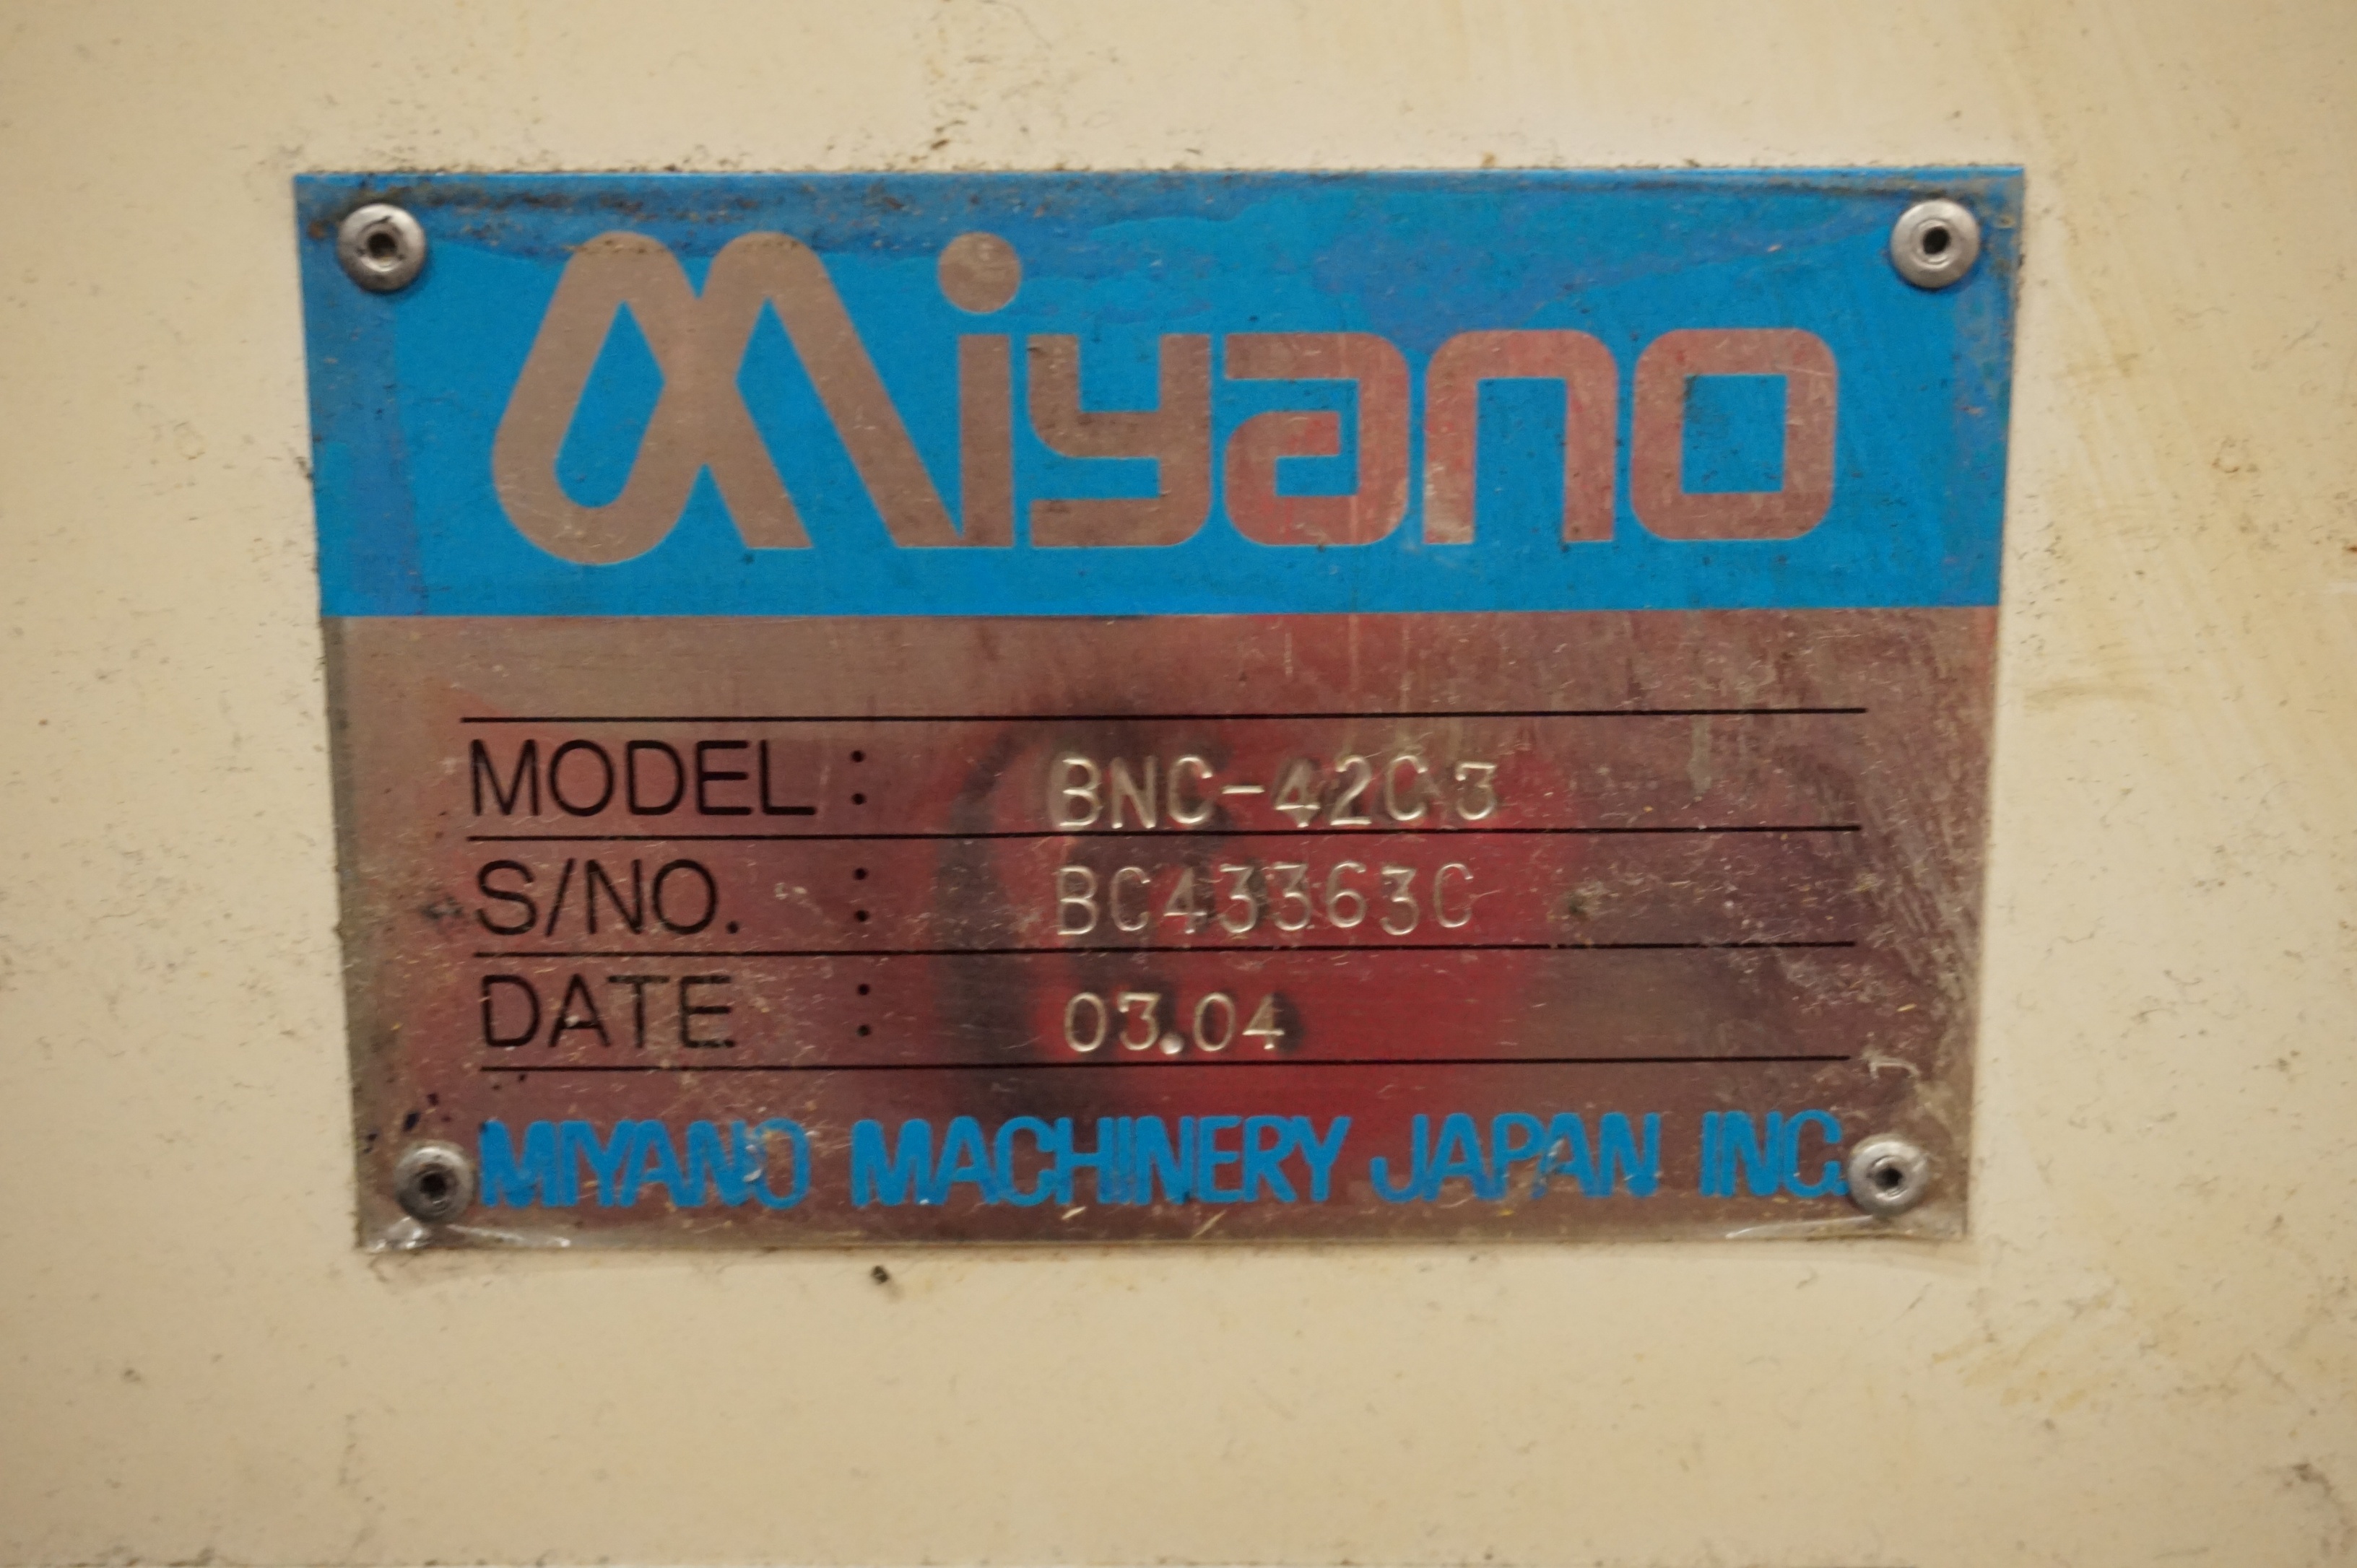 Miyano
MODEL : BNC-42C3
S/NO. : BC43363C
DATE : 03.04
MIYANO MACHINERY JAPAN INC.